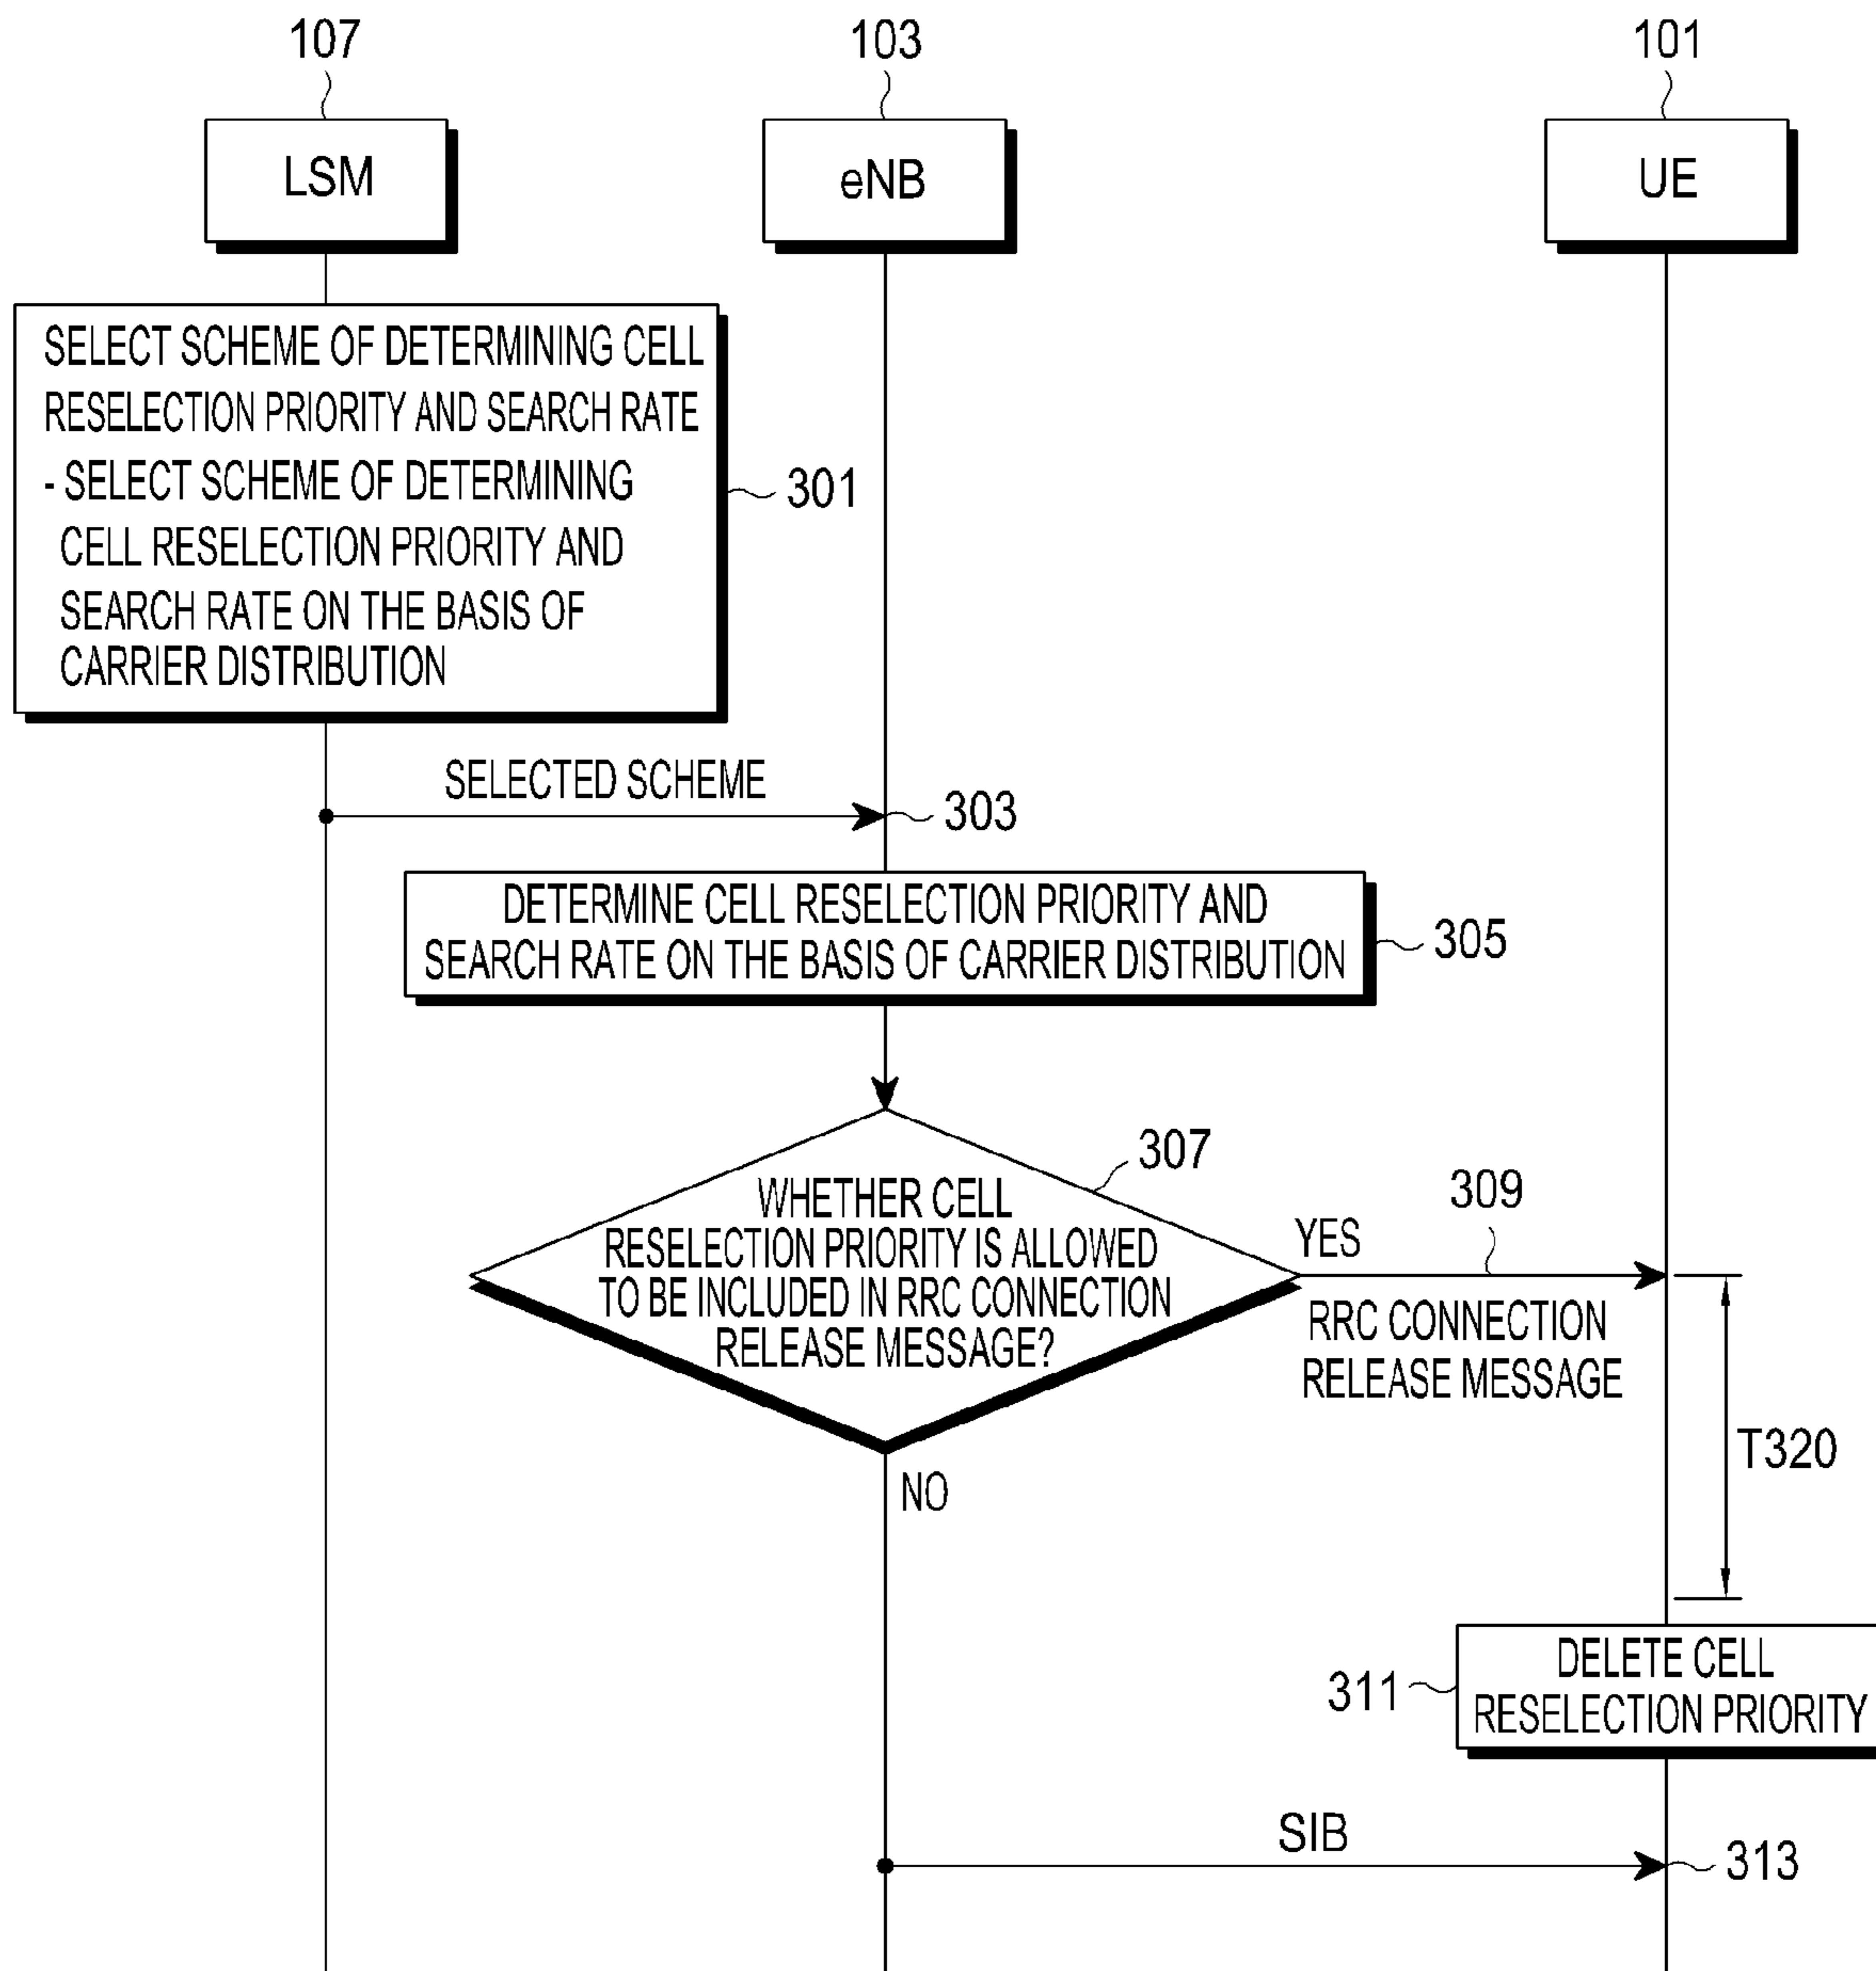 107
103
101
LSM
eNB
UE
SELECT SCHEME OF DETERMINING CELL
RESELECTION PRIORITY AND SEARCH RATE
- SELECT SCHEME OF DETERMINING
CELL RESELECTION PRIORITY AND
SEARCH RATE ON THE BASIS OF
CARRIER DISTRIBUTION
301
SELECTED SCHEME
303
DETERMINE CELL RESELECTION PRIORITY AND
SEARCH RATE ON THE BASIS OF CARRIER DISTRIBUTION
305
307
WHETHER CELL
RESELECTION PRIORITY IS ALLOWED
TO BE INCLUDED IN RRC CONNECTION
RELEASE MESSAGE?
YES
309
RRC CONNECTION
RELEASE MESSAGE
T320
NO
311
DELETE CELL
RESELECTION PRIORITY
SIB
313